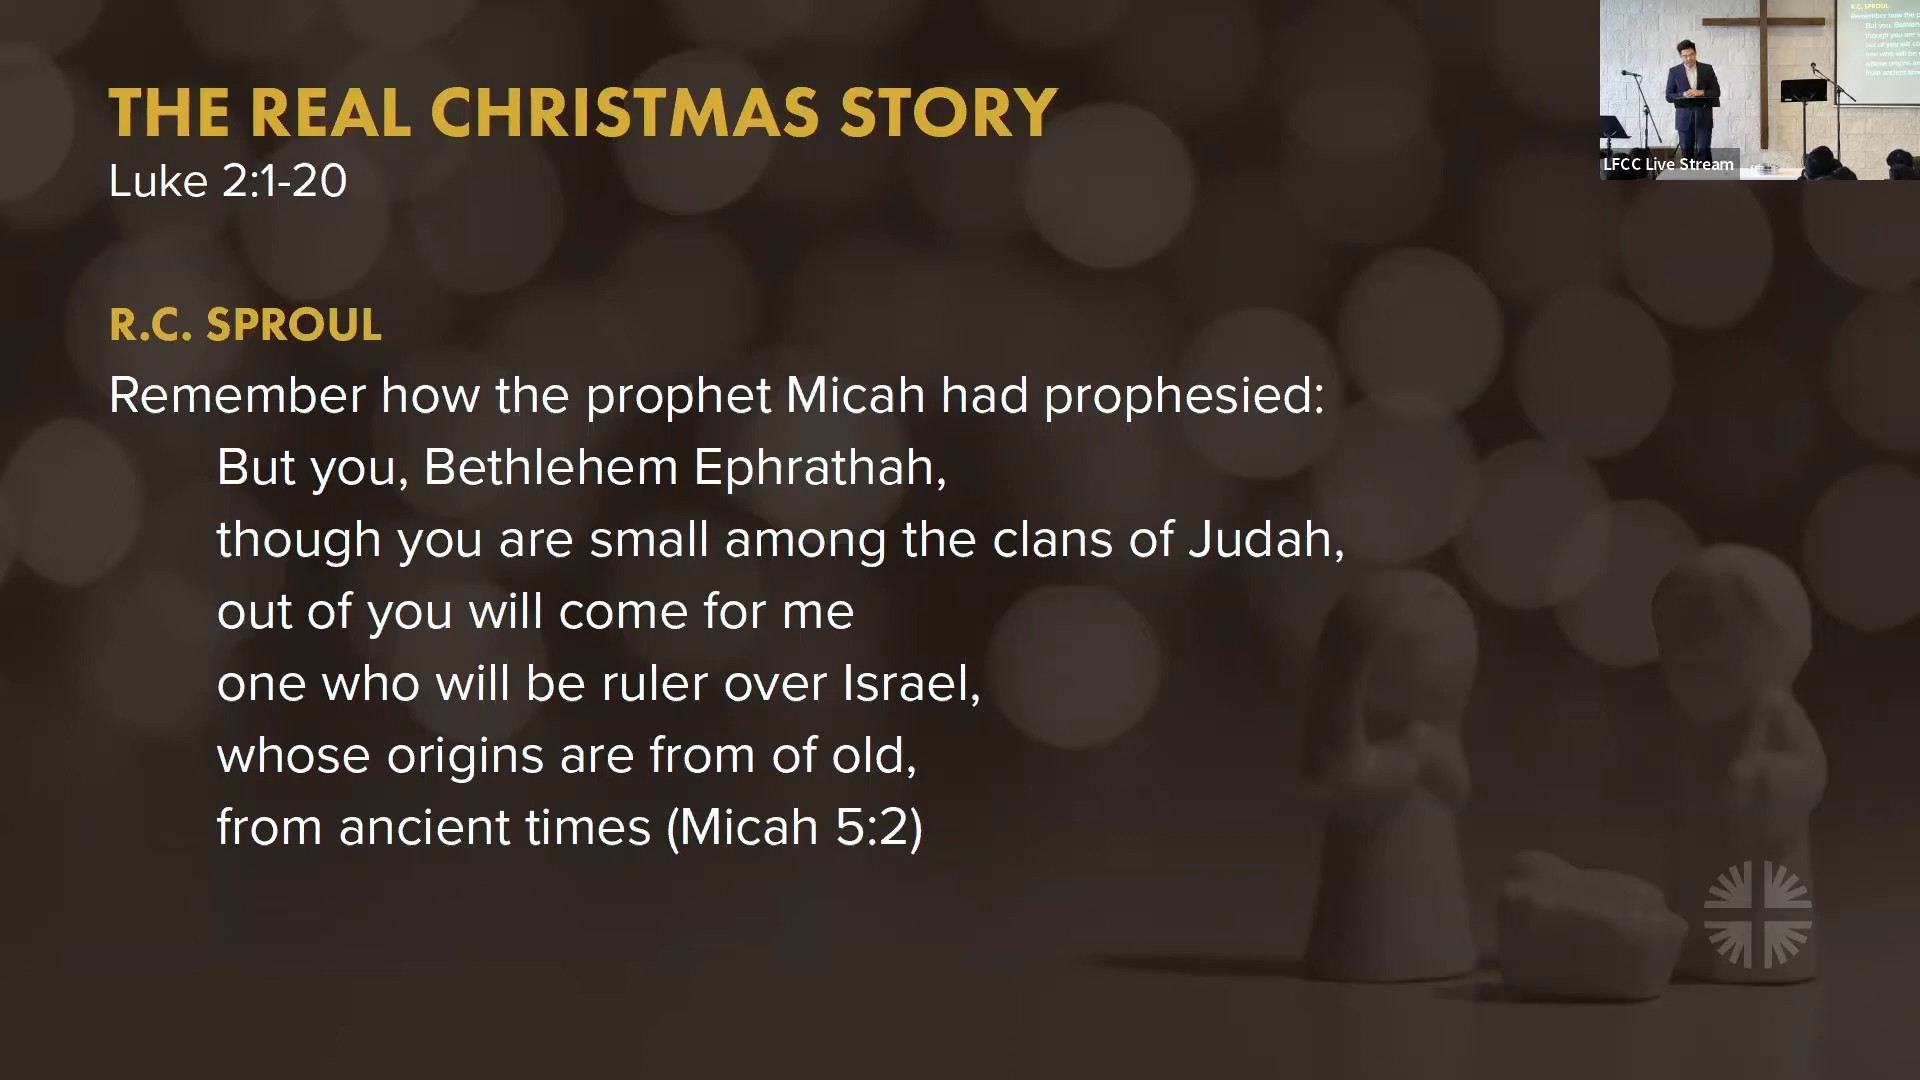 THE REAL CHRISTMAS STORY
Luke 2:1-20
R.C. SPROUL
Remember how the prophet Micah had prophesied:
But you, Bethlehem Ephrathah,
though you are small among the clans of Judah,
out of you will come for me
one who will be ruler over Israel,
whose origins are from of old,
from ancient times (Micah 5:2)
LFCC Live Stream
R.C. SPROUL